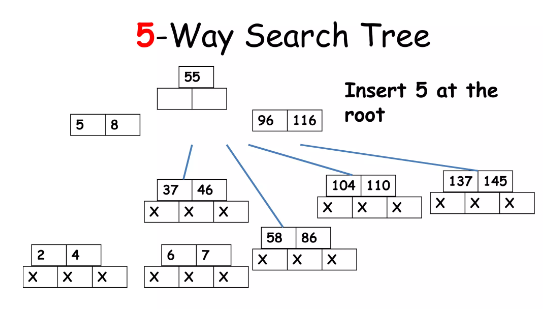 5-Way Search Tree
55
Insert 5 at the
root
5 8
96 116
37 46
X X X
104 110
X X X
137 145
X X X
58 86
X X X
2 4
X X X
6 7
X X X